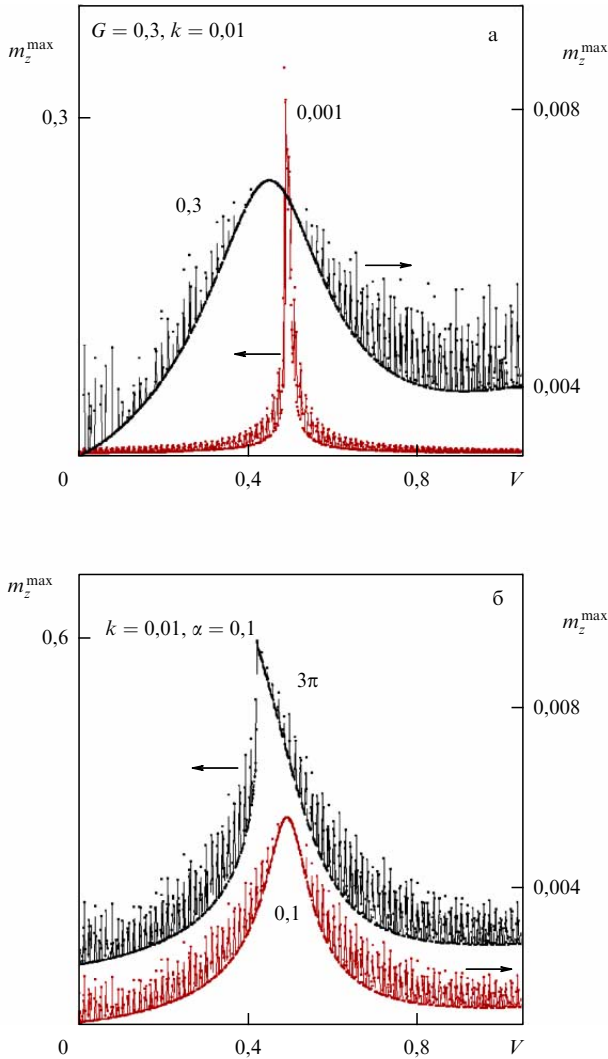 G = 0,3, k = 0,01
а
m_z^max
m_z^max
0,3
0,008
0,001
0,3
0,004
0
0,4
0,8
V
m_z^max
б
m_z^max
0,6
k = 0,01, α = 0,1
3π
0,008
0,004
0,1
0
0,4
0,8
V